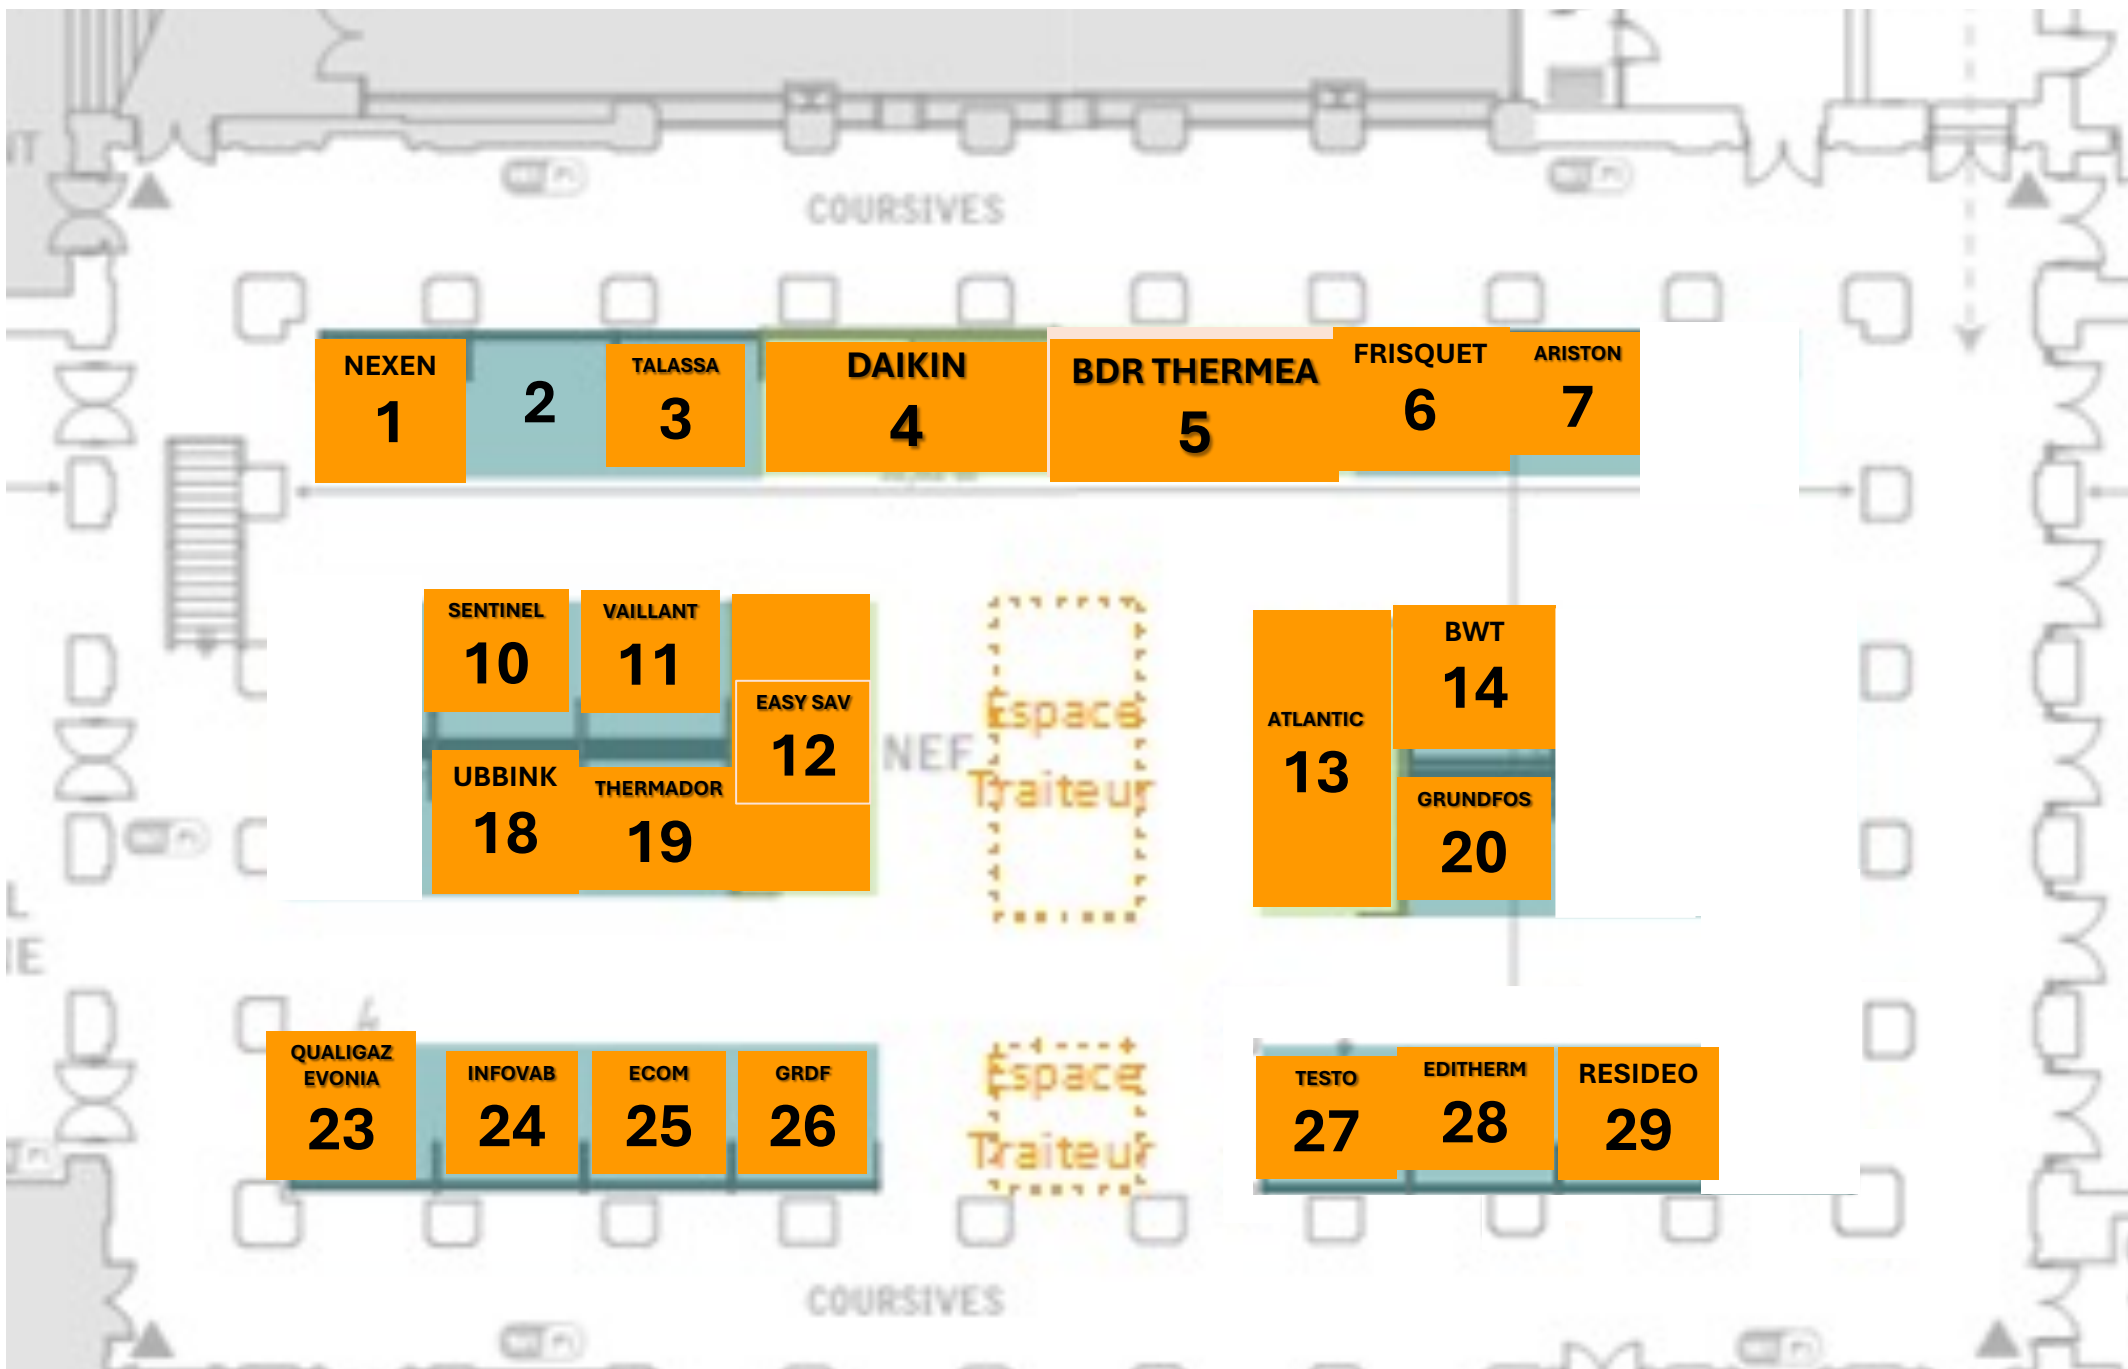 COURSIVES
NEXEN
1
2
TALASSA
3
DAIKIN
4
BDR THERMEA
5
FRISQUET
6
ARISTON
7
SENTINEL
10
VAILLANT
11
EASY SAV
12
UBBINK
18
THERMADOR
19
NEF
Espace
Traiteur
ATLANTIC
13
BWT
14
GRUNDFOS
20
QUALIGAZ
EVONIA
23
INFOVAB
24
ECOM
25
GRDF
26
Espace
Traiteur
TESTO
27
EDITHERM
28
RESIDEO
29
COURSIVES